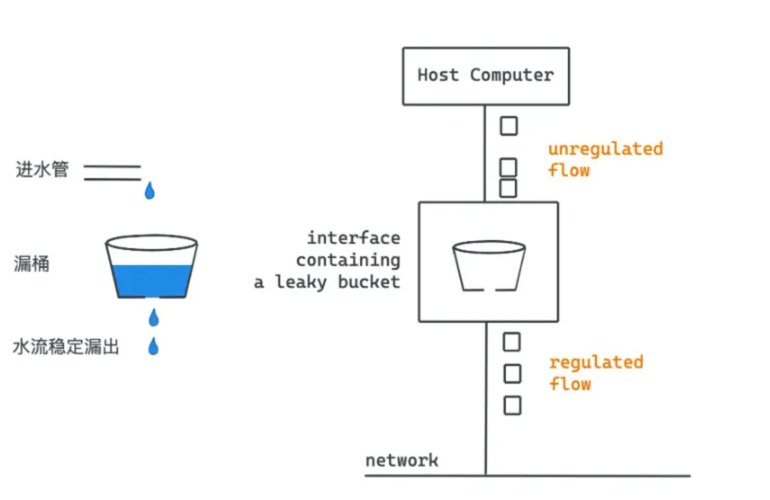 Host Computer
unregulated
flow
进水管
interface
containing
a leaky bucket
漏桶
水流稳定漏出
regulated
flow
network